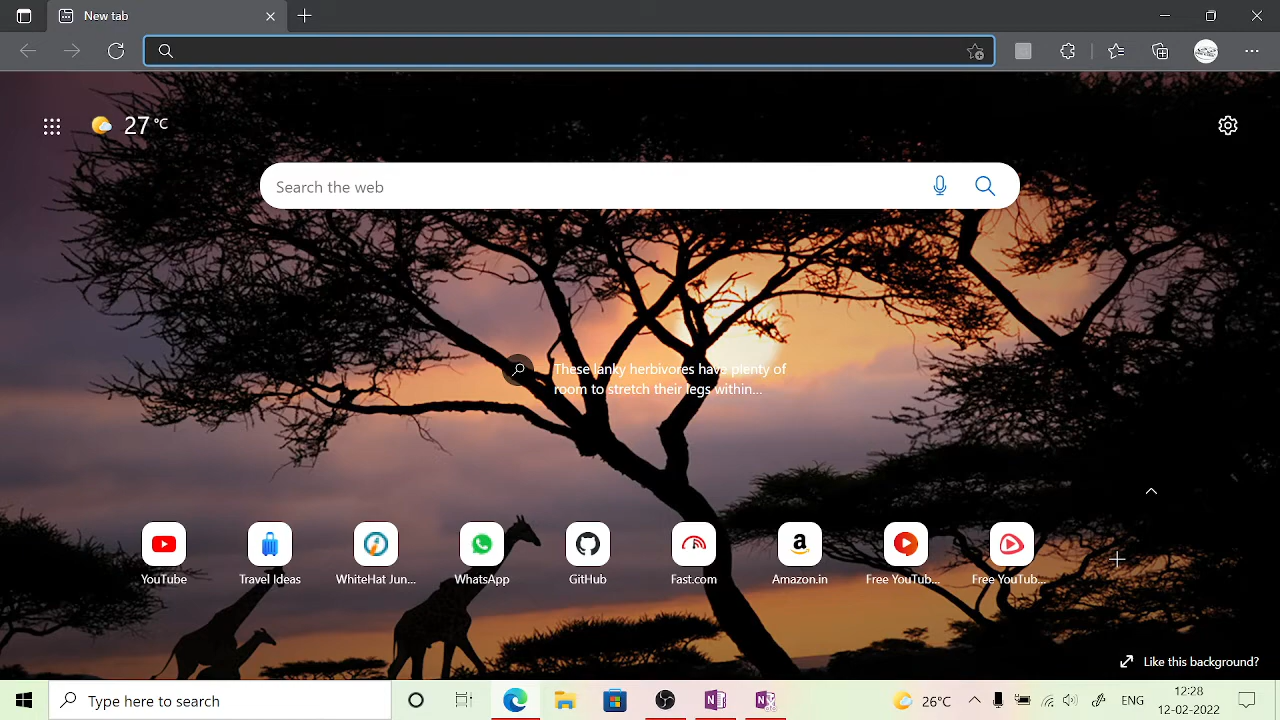 New tab
27 °C
Search the web
These lanky herbivores have plenty of
room to stretch their legs within...
YouTube
Travel Ideas
WhiteHat Jun...
WhatsApp
GitHub
Fast.com
Amazon.in
Free YouTub...
Free YouTub...
Like this background?
Type here to search
26°C
ENG
12:28
12-02-2022